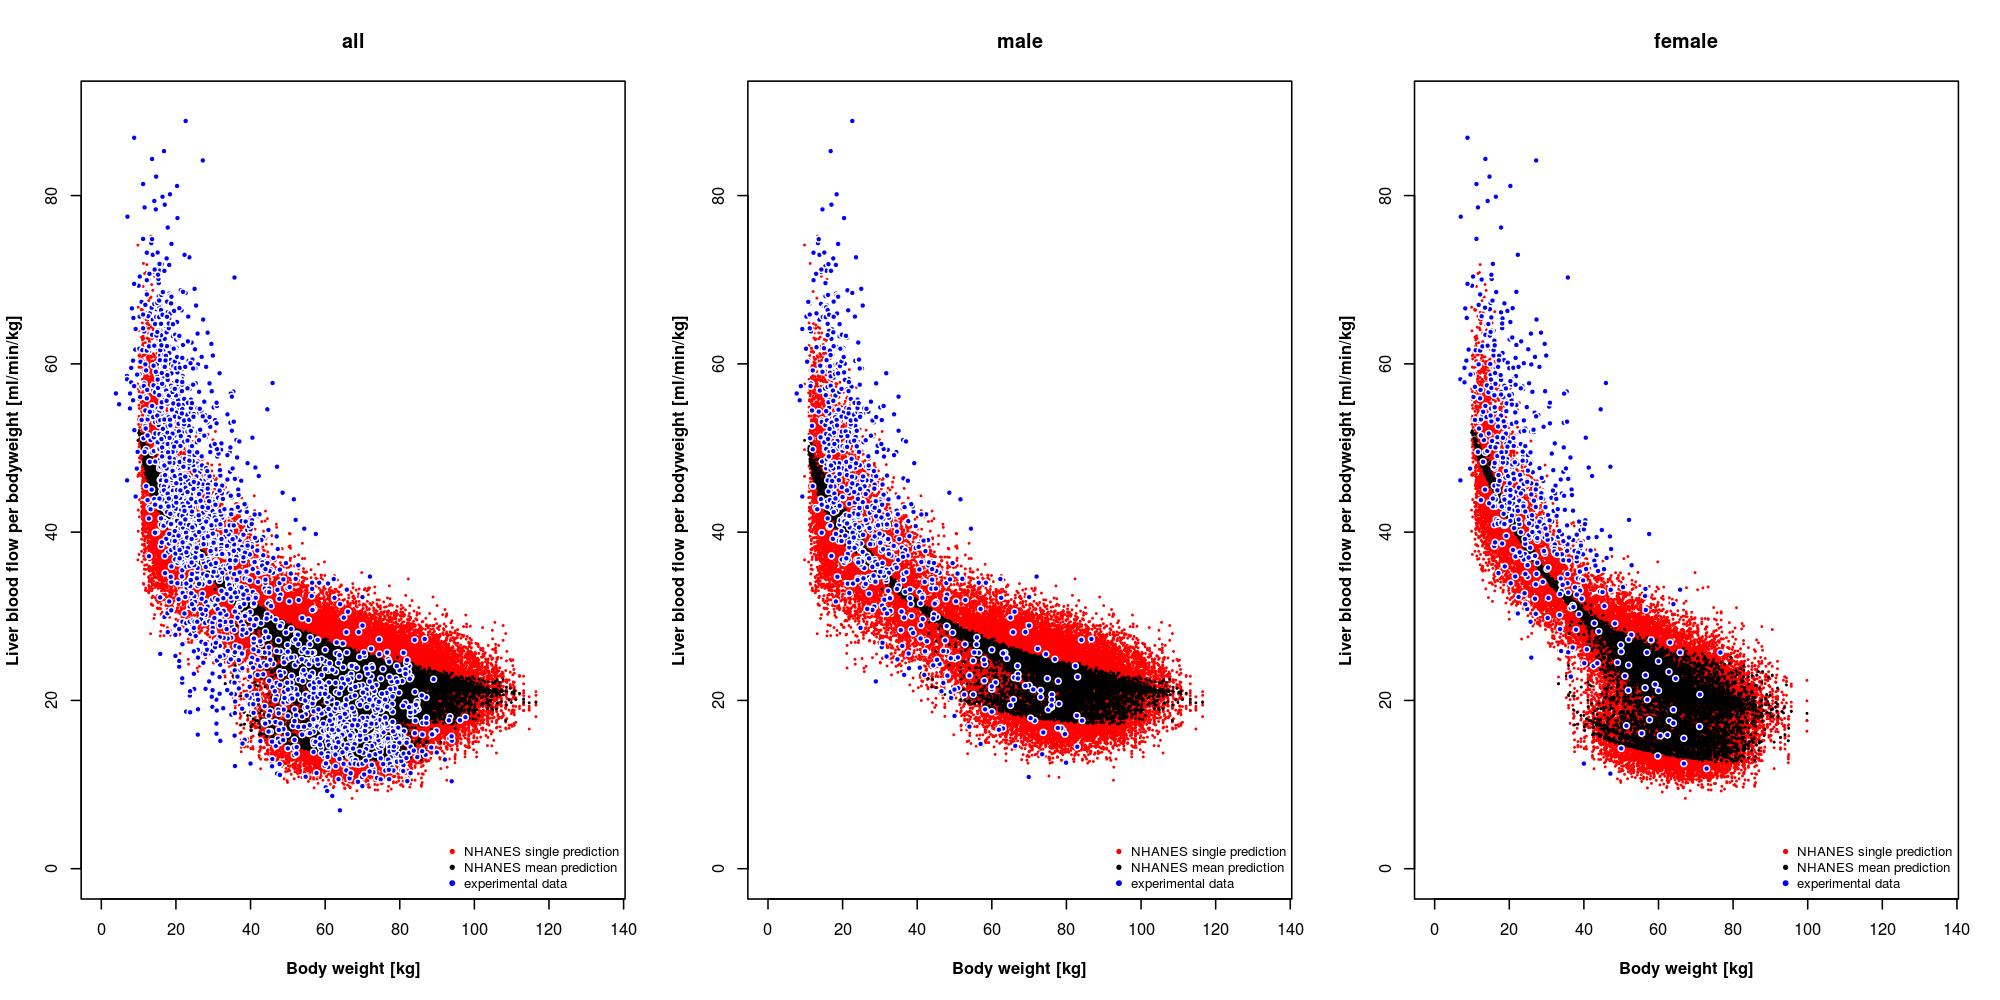 all
Liver blood flow per bodyweight [ml/min/kg]
80
60
40
20
0
NHANES single prediction
NHANES mean prediction
experimental data
0 20 40 60 80 100 120 140
Body weight [kg]
male
Liver blood flow per bodyweight [ml/min/kg]
80
60
40
20
0
NHANES single prediction
NHANES mean prediction
experimental data
0 20 40 60 80 100 120 140
Body weight [kg]
female
Liver blood flow per bodyweight [ml/min/kg]
80
60
40
20
0
NHANES single prediction
NHANES mean prediction
experimental data
0 20 40 60 80 100 120 140
Body weight [kg]